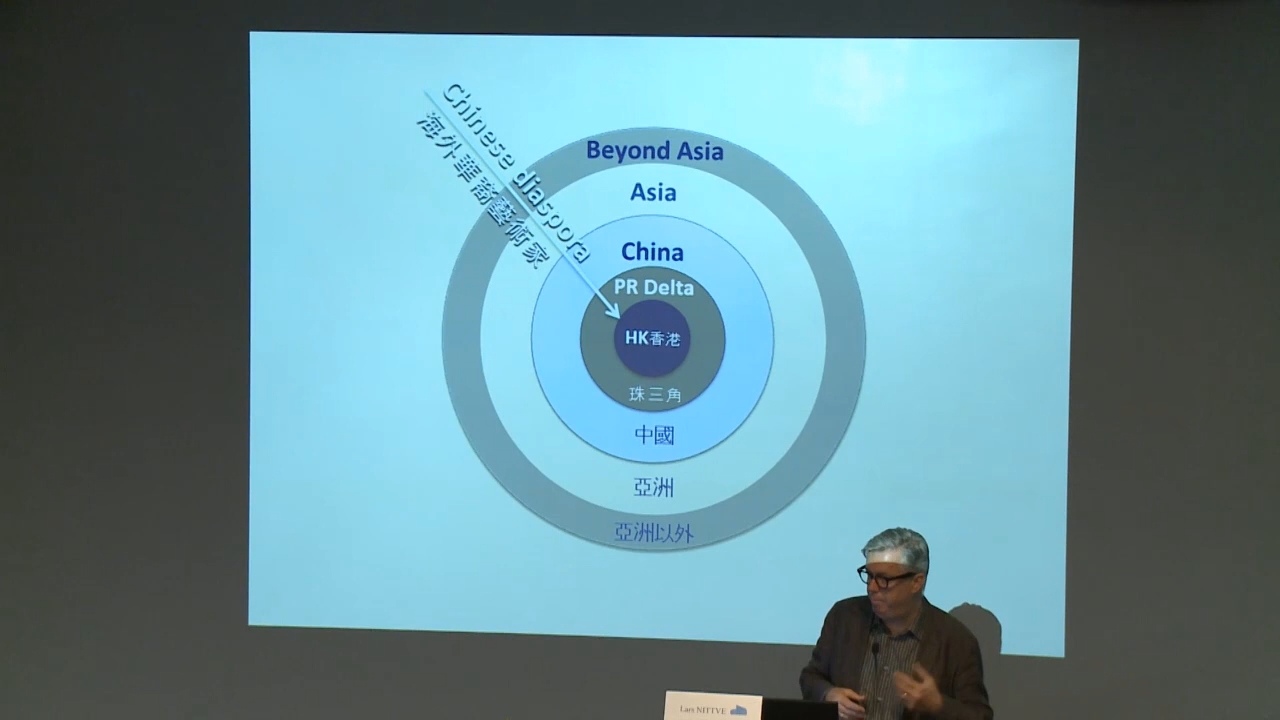 Chinese diaspora
海外華裔藝術家
Beyond Asia
Asia
China
PR Delta
HK香港
珠三角
中國
亞洲
亞洲以外
Lars NITTVE